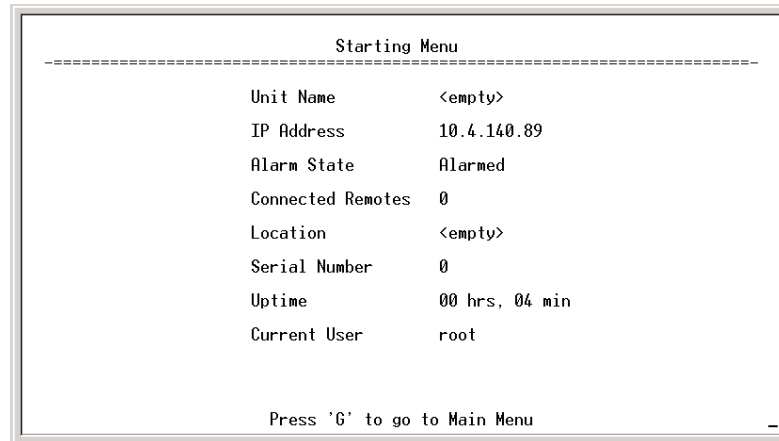 Starting Menu
-==========================================================================-
Unit Name <empty>
IP Address 10.4.140.89
Alarm State Alarmed
Connected Remotes 0
Location <empty>
Serial Number 0
Uptime 00 hrs, 04 min
Current User root
Press 'G' to go to Main Menu _